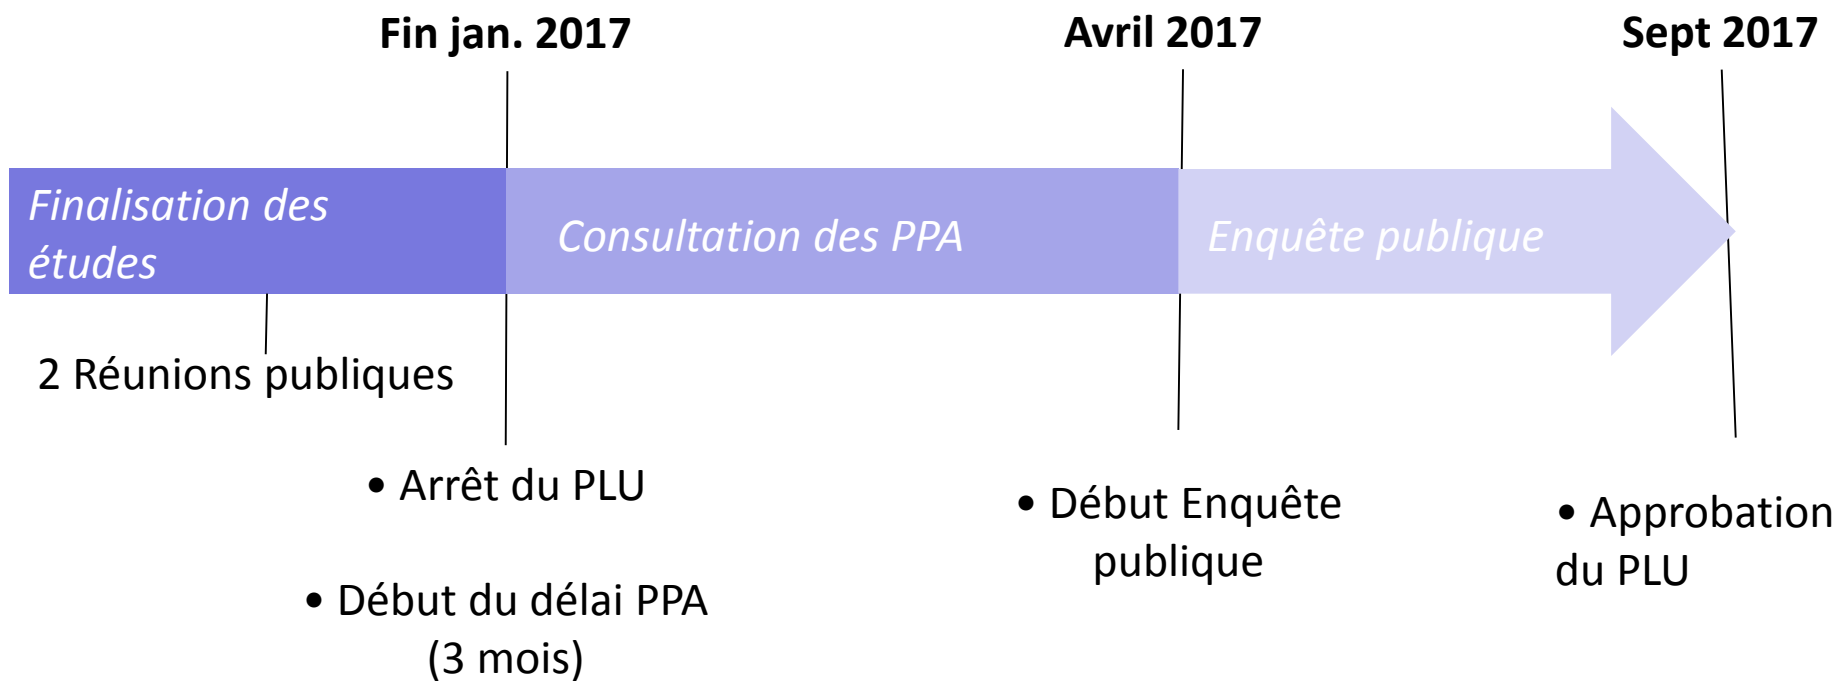 Fin jan. 2017
Avril 2017
Sept 2017
Finalisation des
études
Consultation des PPA
Enquête publique
2 Réunions publiques
• Arrêt du PLU
• Début du délai PPA
(3 mois)
• Début Enquête
publique
• Approbation
du PLU